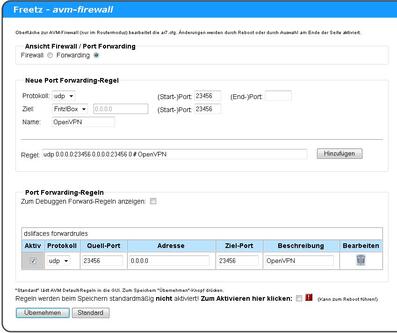 Freetz - avm-firewall
Oberfläche zur AVM-Firewall (nur im Routermodus) bearbeitet die ar7.cfg. Änderungen werden durch Reboot oder durch Auswahl am Ende der Seite aktiviert.
Ansicht Firewall / Port Forwarding
Firewall Forwarding
Neue Port Forwarding-Regel
Protokoll: udp (Start-)Port: 23456 (End-)Port:
Ziel: Fritz!Box 0.0.0.0 (Start-)Port: 23456
Name: OpenVPN
Regel: udp 0.0.0.0:23456 0.0.0.0:23456 0 # OpenVPN Hinzufügen
Port Forwarding-Regeln
Zum Debuggen Forward-Regeln anzeigen:
dslifaces forwardrules
Aktiv Protokoll Quell-Port Adresse Ziel-Port Beschreibung Bearbeiten
udp 23456 0.0.0.0 23456 OpenVPN
"Standard" lädt AVM Default-Regeln in die GUI. Zum Speichern "Übernehmen"-Knopf drücken.
Regeln werden beim Speichern standardmäßig nicht aktiviert! Zum Aktivieren hier klicken: ! (Kann zum Reboot führen!)
Übernehmen Standard